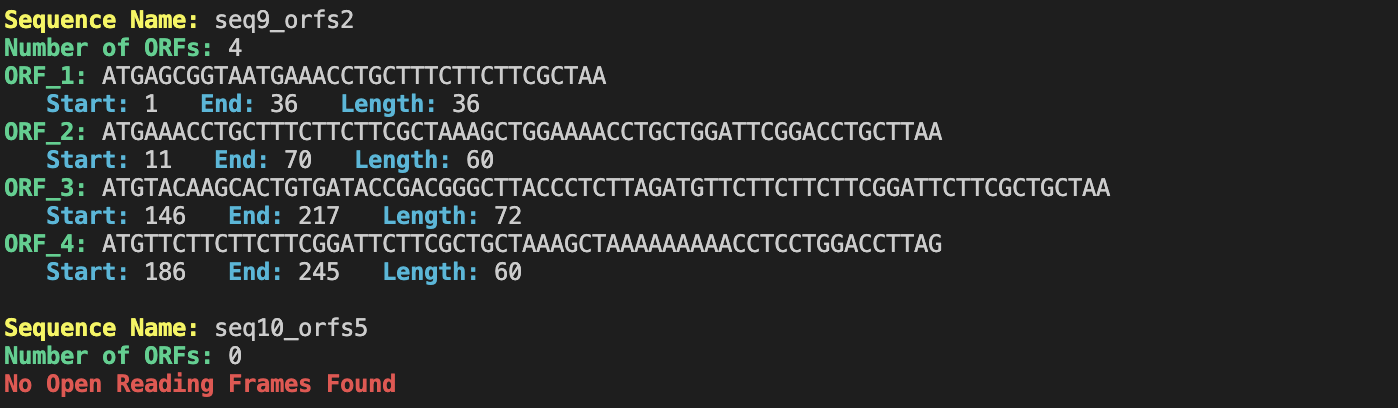 Sequence Name: seq9_orfs2
Number of ORFs: 4
ORF_1: ATGAGCGGTAATGAAACCTGCTTTCTTCTTCGCTAA
Start: 1 End: 36 Length: 36
ORF_2: ATGAAACCTGCTTTCTTCTTCGCTAAAGCTGGAAAACCTGCTGGATTCGGACCTGCTTAA
Start: 11 End: 70 Length: 60
ORF_3: ATGTACAAGCACTGTGATACCGACGGGCTTACCCTCTTAGATGTTCTTCTTCTTCGGATTCTTCGCTGCTAA
Start: 146 End: 217 Length: 72
ORF_4: ATGTTCTTCTTCTTCGGATTCTTCGCTGCTAAAGCTAAAAAAAAACCTCCTGGACCTTAG
Start: 186 End: 245 Length: 60
Sequence Name: seq10_orfs5
Number of ORFs: 0
No Open Reading Frames Found